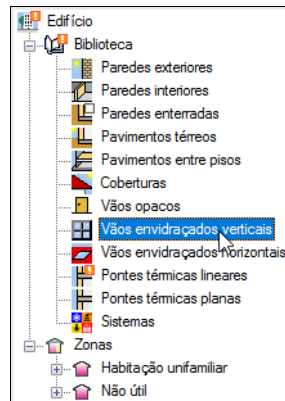 Edifício
Biblioteca
Paredes exteriores
Paredes interiores
Paredes enterradas
Pavimentos térreos
Pavimentos entre pisos
Coberturas
Vãos opacos
Vãos envidraçados verticais
Vãos envidraçados horizontais
Pontes térmicas lineares
Pontes térmicas planas
Sistemas
Zonas
Habitação unifamiliar
Não útil